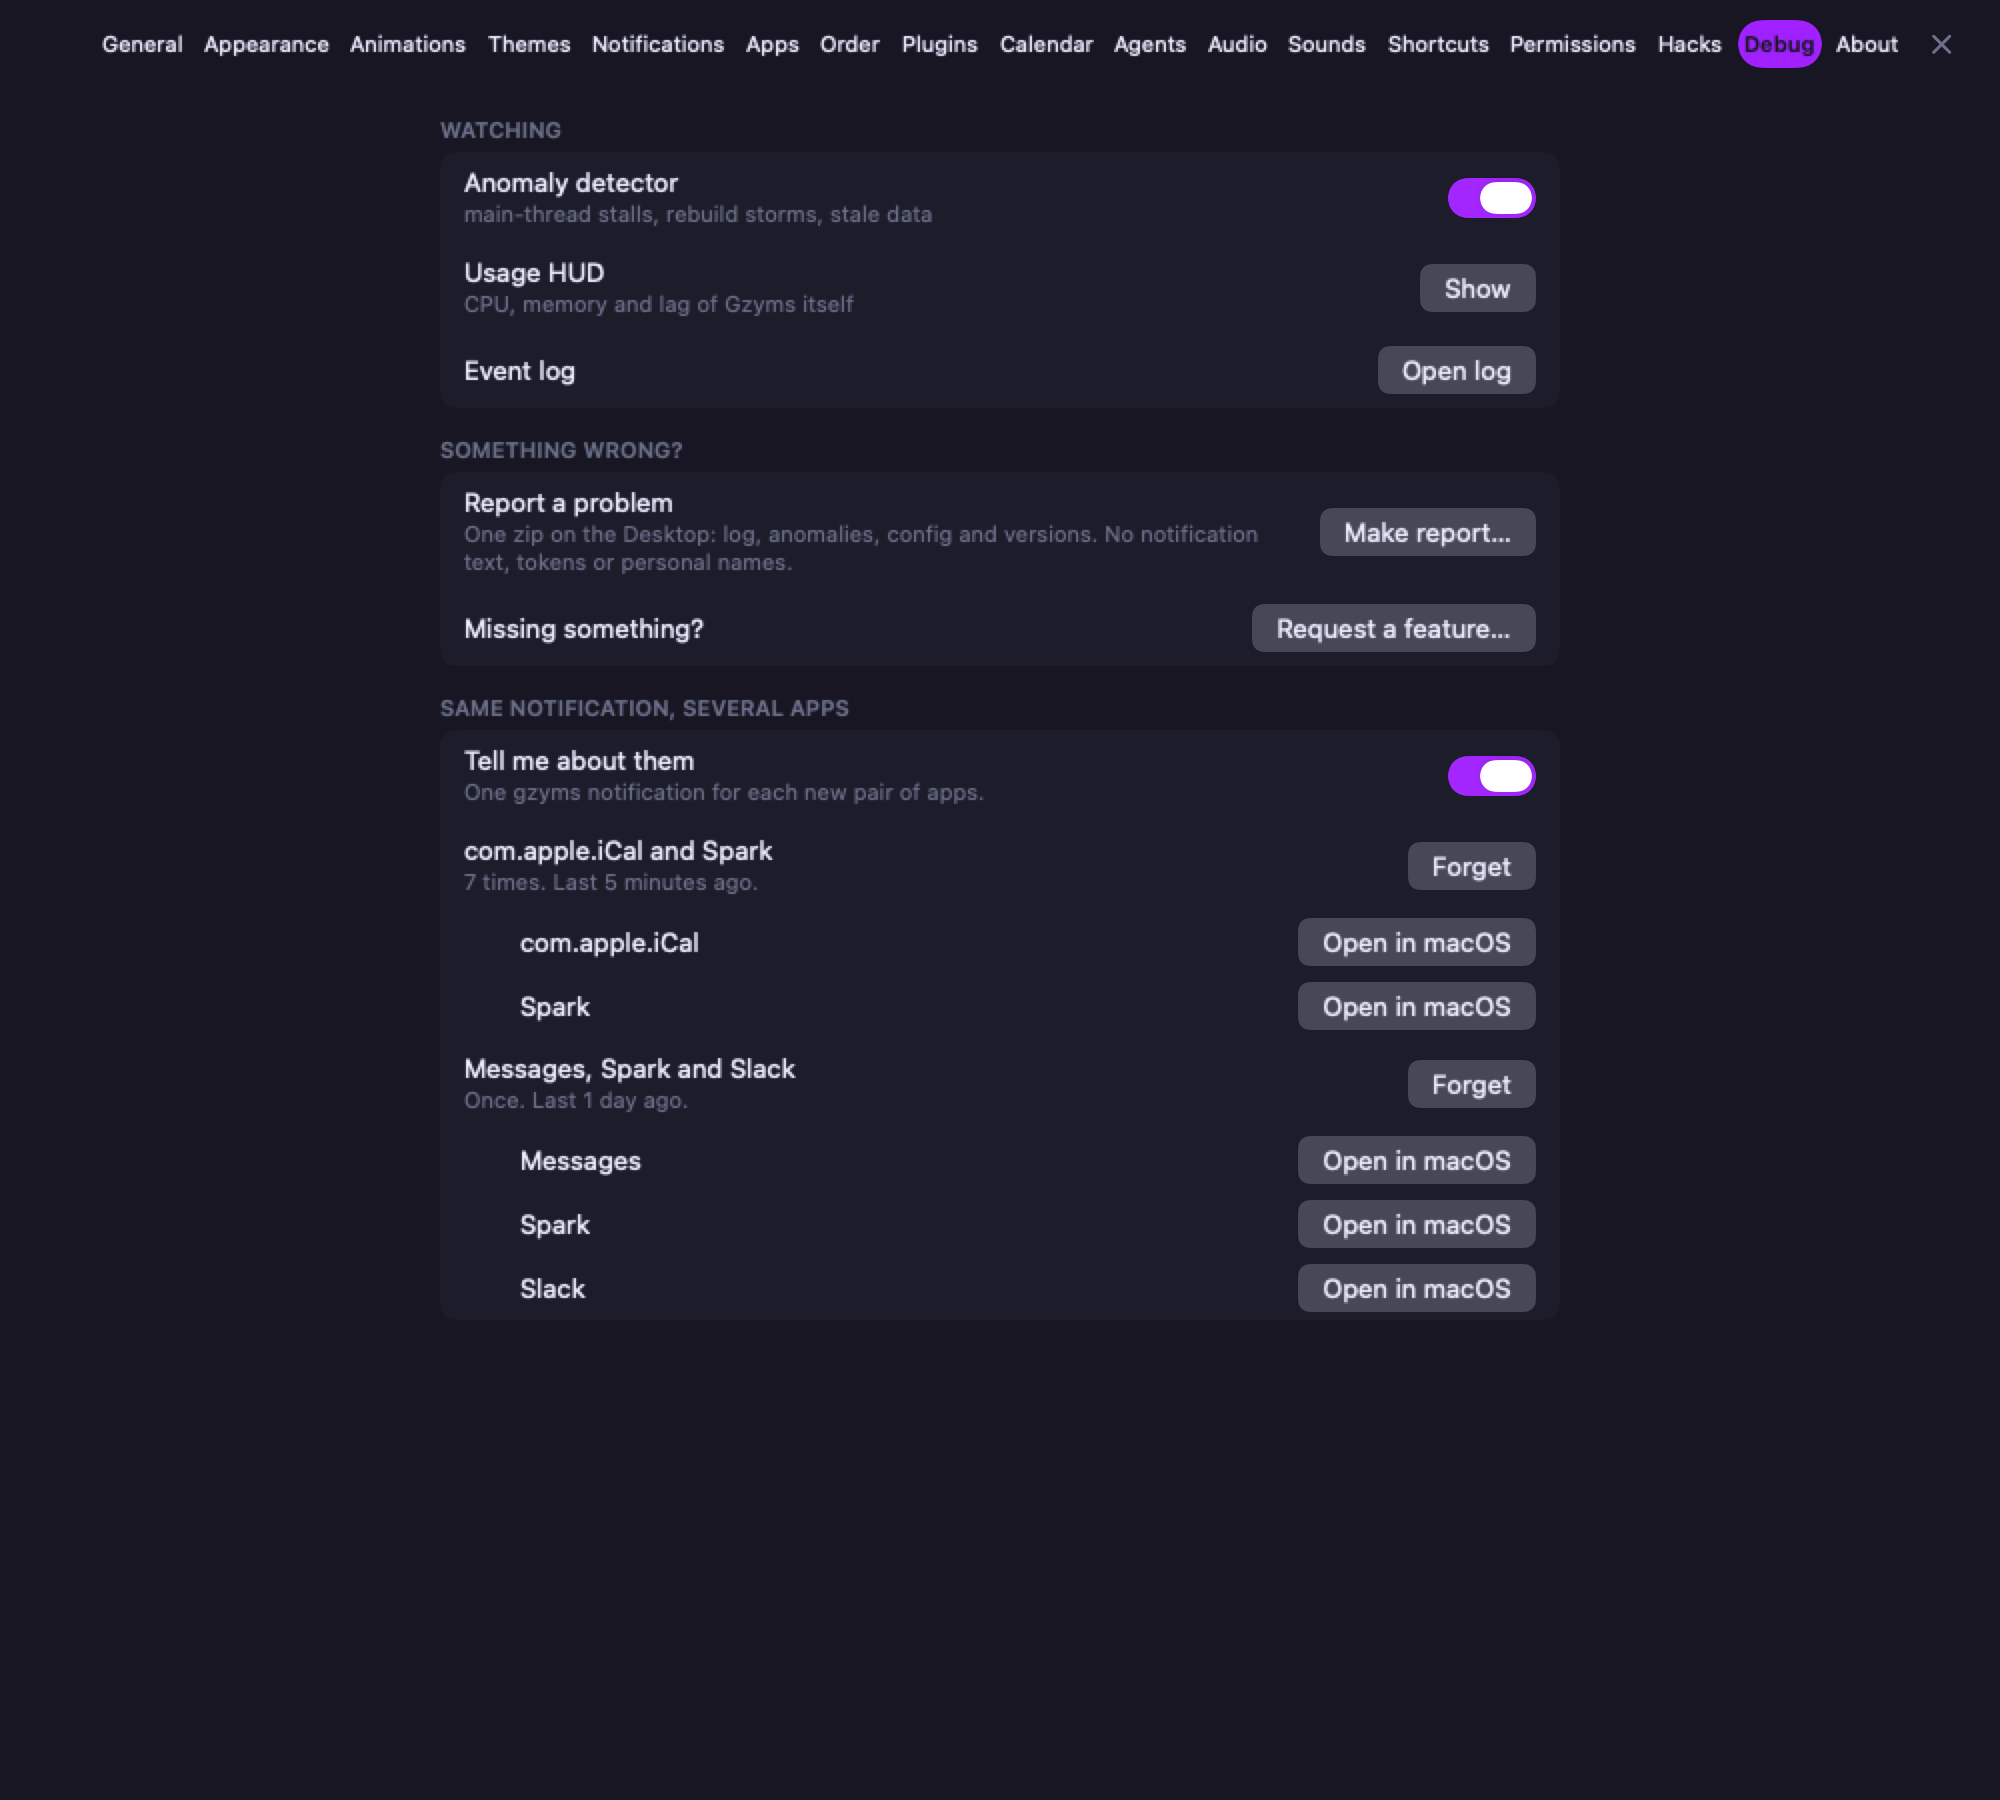 General Appearance Animations Themes Notifications Apps Order Plugins Calendar Agents Audio Sounds Shortcuts Permissions Hacks Debug About
WATCHING
Anomaly detector
main-thread stalls, rebuild storms, stale data
Usage HUD
CPU, memory and lag of Gzyms itself
Show
Event log
Open log
SOMETHING WRONG?
Report a problem
One zip on the Desktop: log, anomalies, config and versions. No notification
text, tokens or personal names.
Make report...
Missing something?
Request a feature...
SAME NOTIFICATION, SEVERAL APPS
Tell me about them
One gzyms notification for each new pair of apps.
com.apple.iCal and Spark
7 times. Last 5 minutes ago.
Forget
com.apple.iCal
Open in macOS
Spark
Open in macOS
Messages, Spark and Slack
Once. Last 1 day ago.
Forget
Messages
Open in macOS
Spark
Open in macOS
Slack
Open in macOS